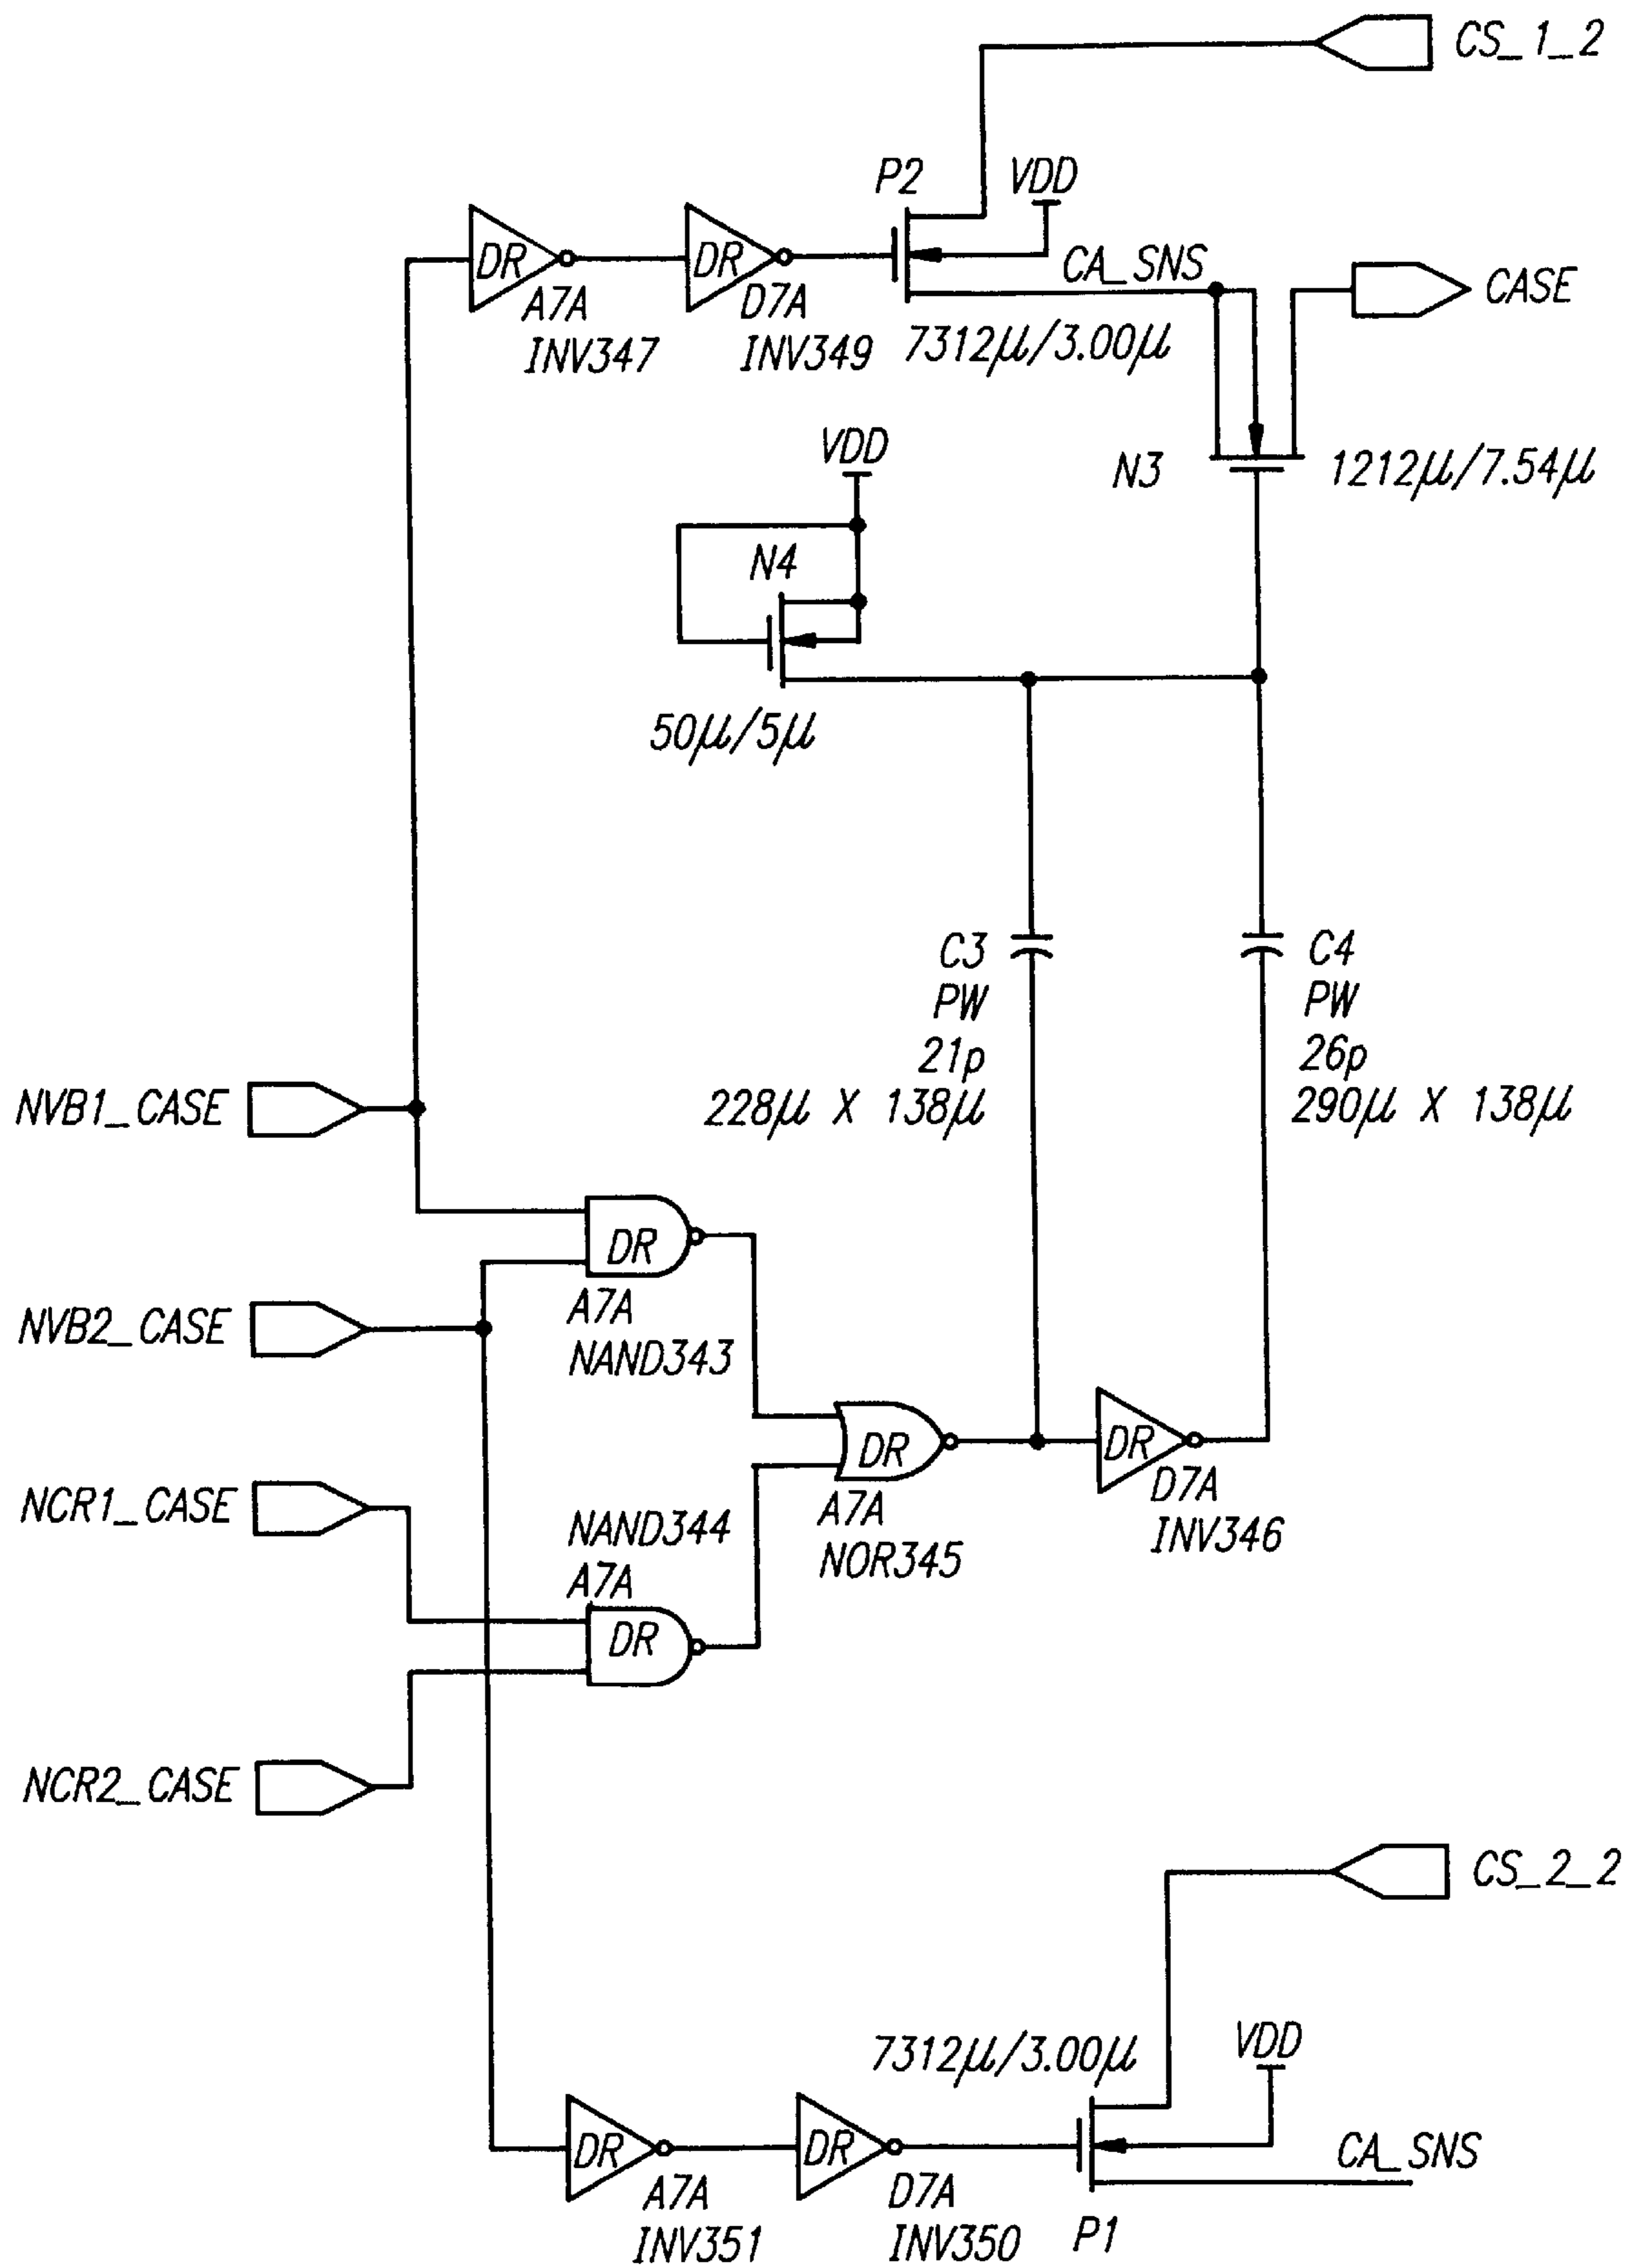 CS_1_2
P2
VDD
DR
DR
CA_SNS
CASE
A7A
INV347
D7A
INV349
7312μ/3.00μ
VDD
N3
1212μ/7.54μ
N4
50μ/5μ
C3
PW
21p
228μ X 138μ
C4
PW
26p
290μ X 138μ
NVB1_CASE
DR
A7A
NAND343
NVB2_CASE
DR
A7A
NOR345
DR
D7A
INV346
NCR1_CASE
NAND344
A7A
DR
NCR2_CASE
CS_2_2
7312μ/3.00μ
VDD
DR
A7A
INV351
DR
D7A
INV350
P1
CA_SNS